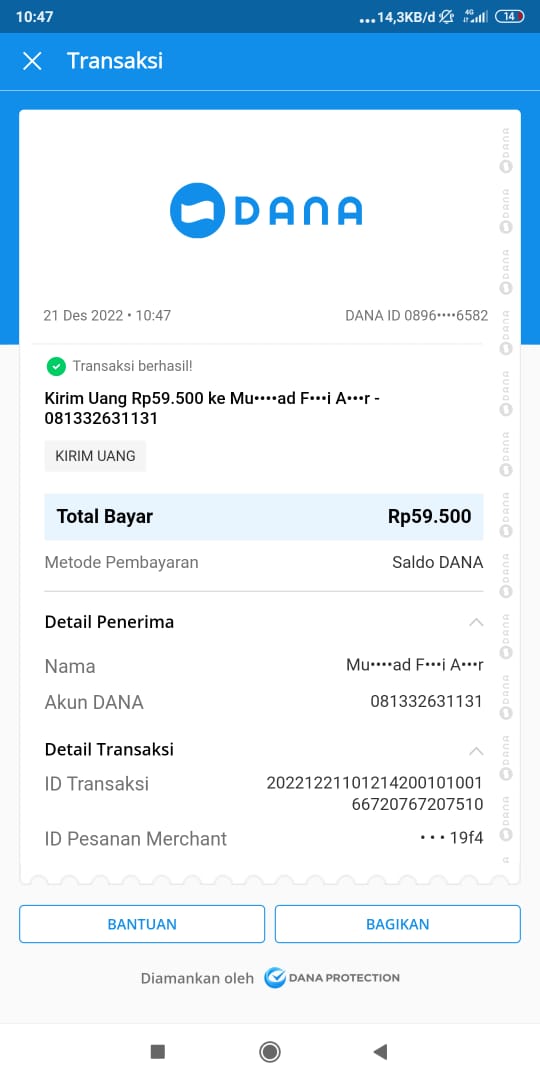 10:47
...14,3KB/d 4G 14
Transaksi
DANA
21 Des 2022 • 10:47
DANA ID 0896••••6582
Transaksi berhasil!
Kirim Uang Rp59.500 ke Mu••••ad F•••i A•••r -
081332631131
KIRIM UANG
Total Bayar
Rp59.500
Metode Pembayaran
Saldo DANA
Detail Penerima
Nama
Mu••••ad F•••i A•••r
Akun DANA
081332631131
Detail Transaksi
ID Transaksi
20221221101214200101001
66720767207510
ID Pesanan Merchant
• • • 19f4
BANTUAN
BAGIKAN
Diamankan oleh DANA PROTECTION